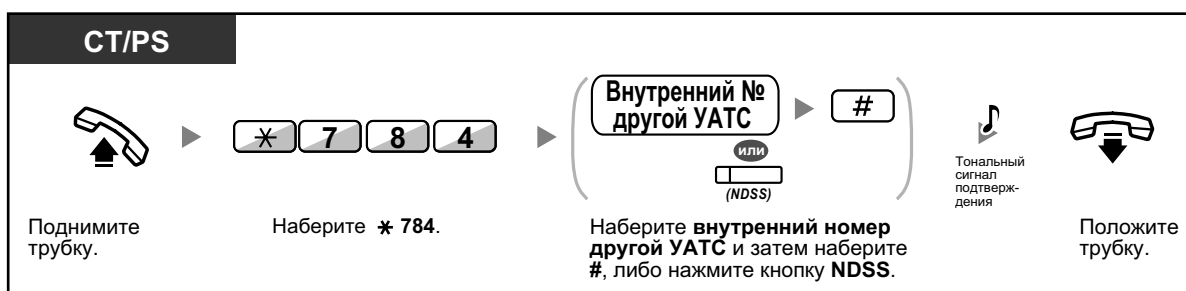 CT/PS
Внутренний №
другой УАТС
#
✳ 7 8 4
или
(NDSS)
Тональный
сигнал
подтверж-
дения
Поднимите
трубку.
Наберите ✳ 784.
Наберите внутренний номер
другой УАТС и затем наберите
#, либо нажмите кнопку NDSS.
Положите
трубку.